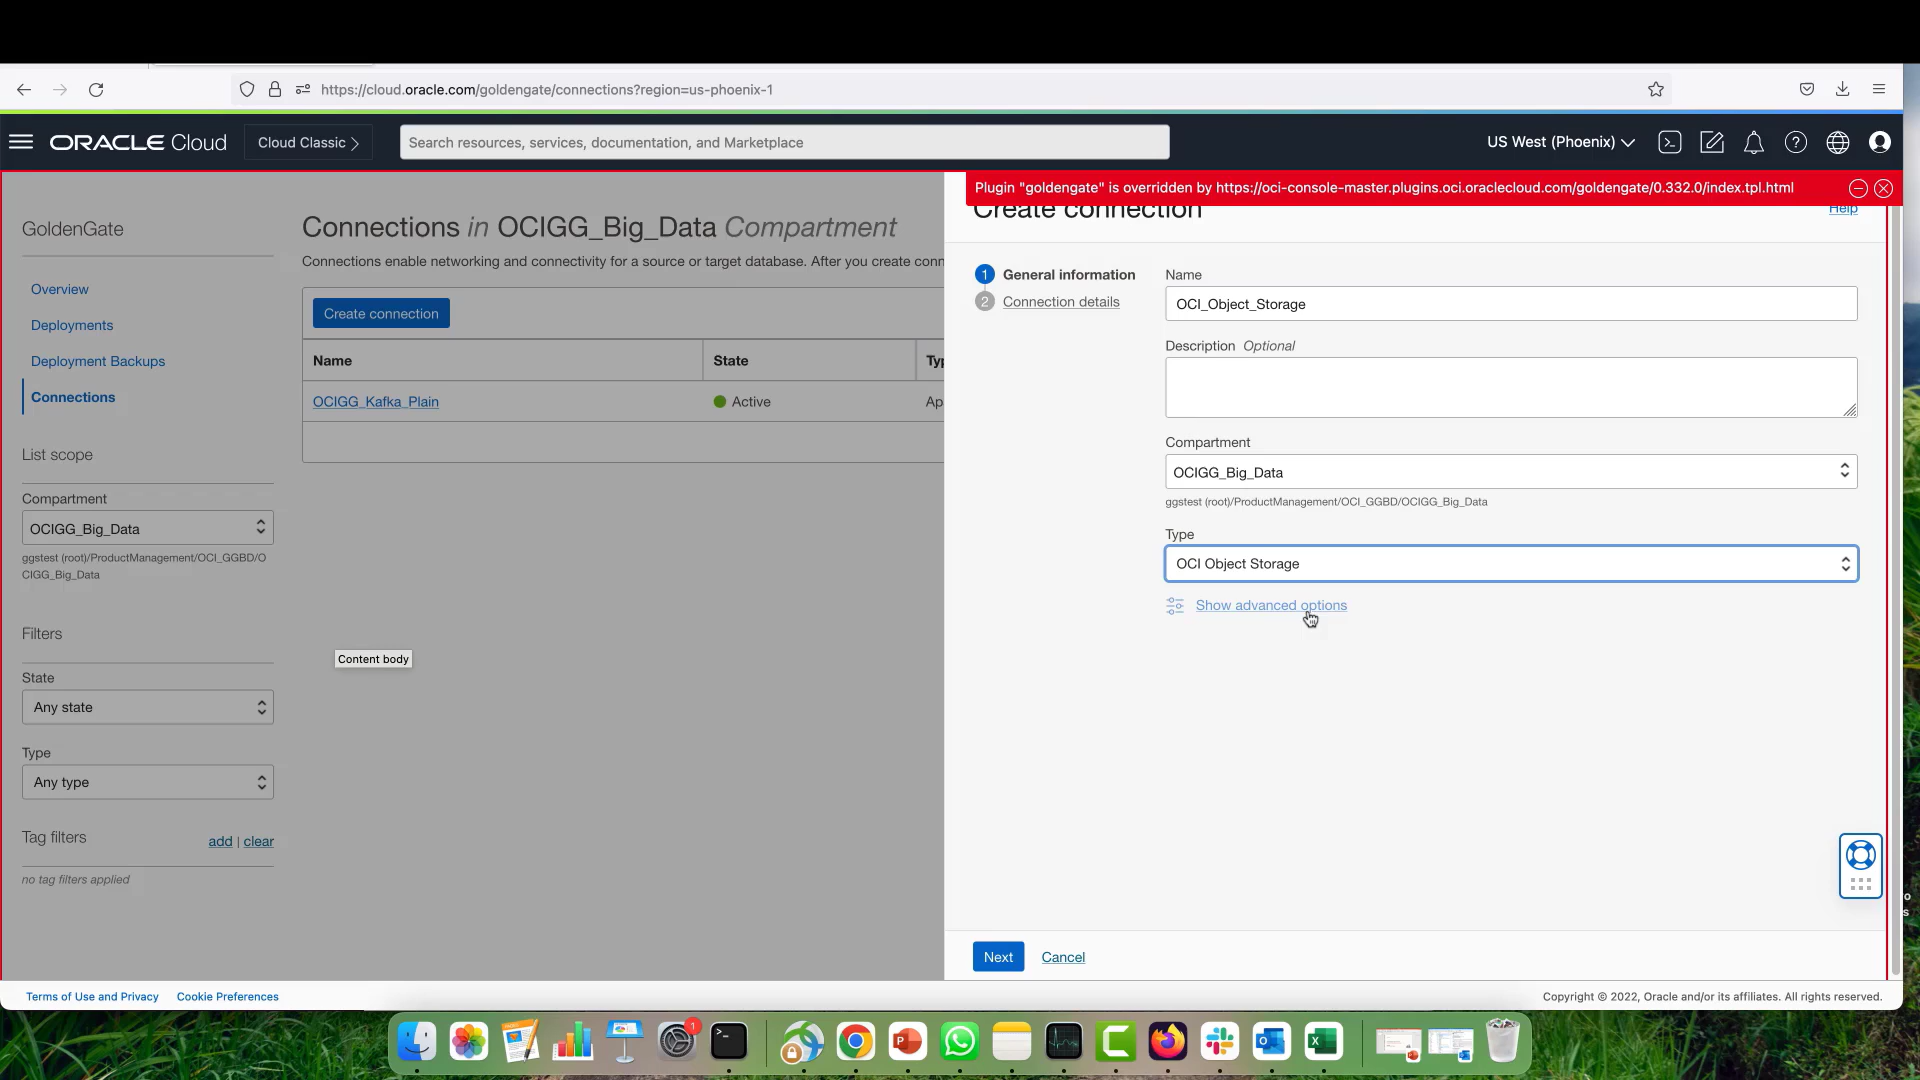 https://cloud.oracle.com/goldengate/connections?region=us-phoenix-1
ORACLE Cloud
Cloud Classic
Search resources, services, documentation, and Marketplace
US West (Phoenix)
Plugin "goldengate" is overridden by https://oci-console-master.plugins.oci.oraclecloud.com/goldengate/0.332.0/index.tpl.html
GoldenGate
Overview
Deployments
Deployment Backups
Connections
List scope
Compartment
OCIGG_Big_Data
ggstest (root)/ProductManagement/OCI_GGBD/O
CIGG_Big_Data
Filters
State
Any state
Type
Any type
Tag filters
add | clear
no tag filters applied
Connections in OCIGG_Big_Data Compartment
Connections enable networking and connectivity for a source or target database. After you create conn
Create connection
Name State Typ
OCIGG_Kafka_Plain Active Ap
Content body
Create connection
Help
1 General information
2 Connection details
Name
OCI_Object_Storage
Description Optional
Compartment
OCIGG_Big_Data
ggstest (root)/ProductManagement/OCI_GGBD/OCIGG_Big_Data
Type
OCI Object Storage
Show advanced options
Next
Cancel
Terms of Use and Privacy
Cookie Preferences
Copyright © 2022, Oracle and/or its affiliates. All rights reserved.
1